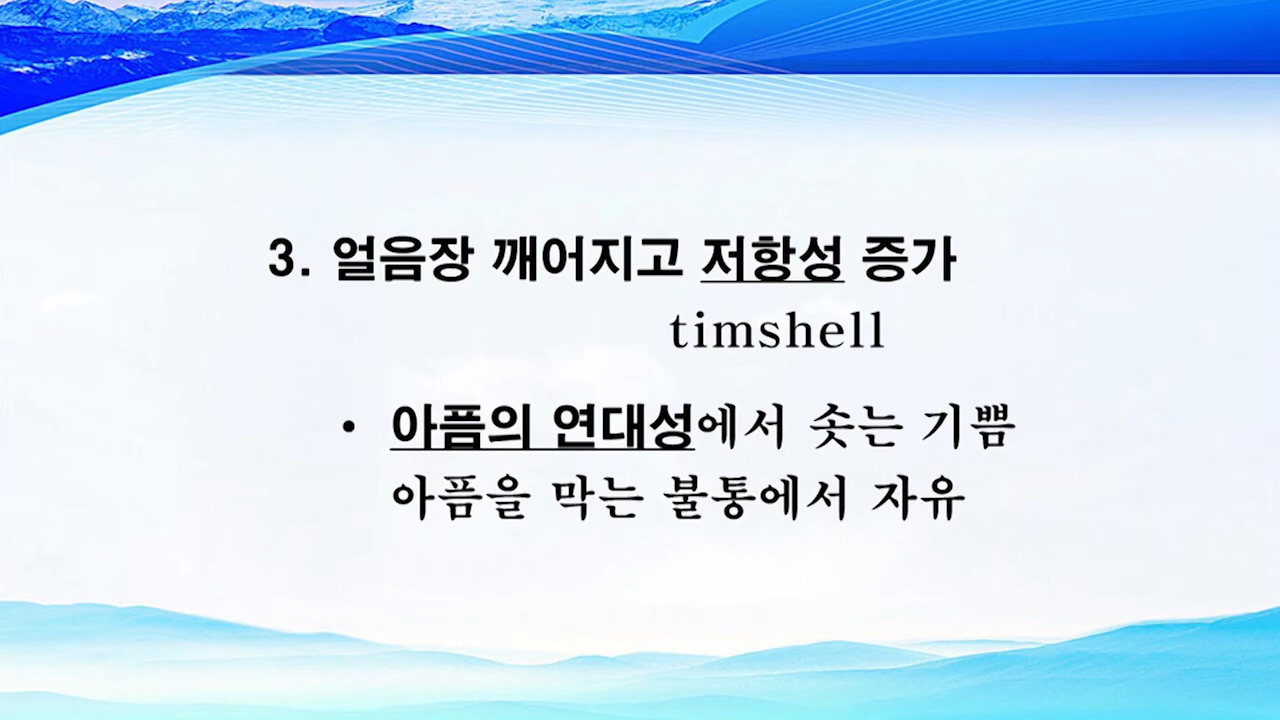 3. 얼음장 깨어지고 저항성 증가
timshell
• 아픔의 연대성에서 솟는 기쁨
아픔을 막는 불통에서 자유